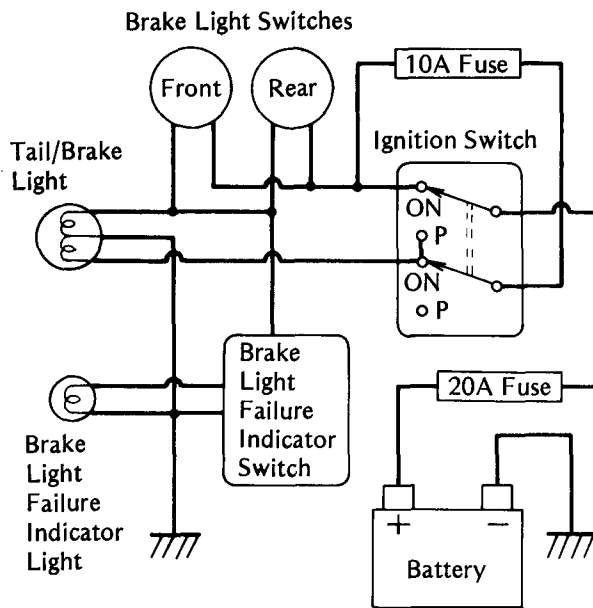 Brake Light Switches
Front
Rear
10A Fuse
Tail/Brake
Light
Ignition Switch
ON
P
ON
P
Brake
Light
Failure
Indicator
Switch
20A Fuse
Brake
Light
Failure
Indicator
Light
+
−
Battery